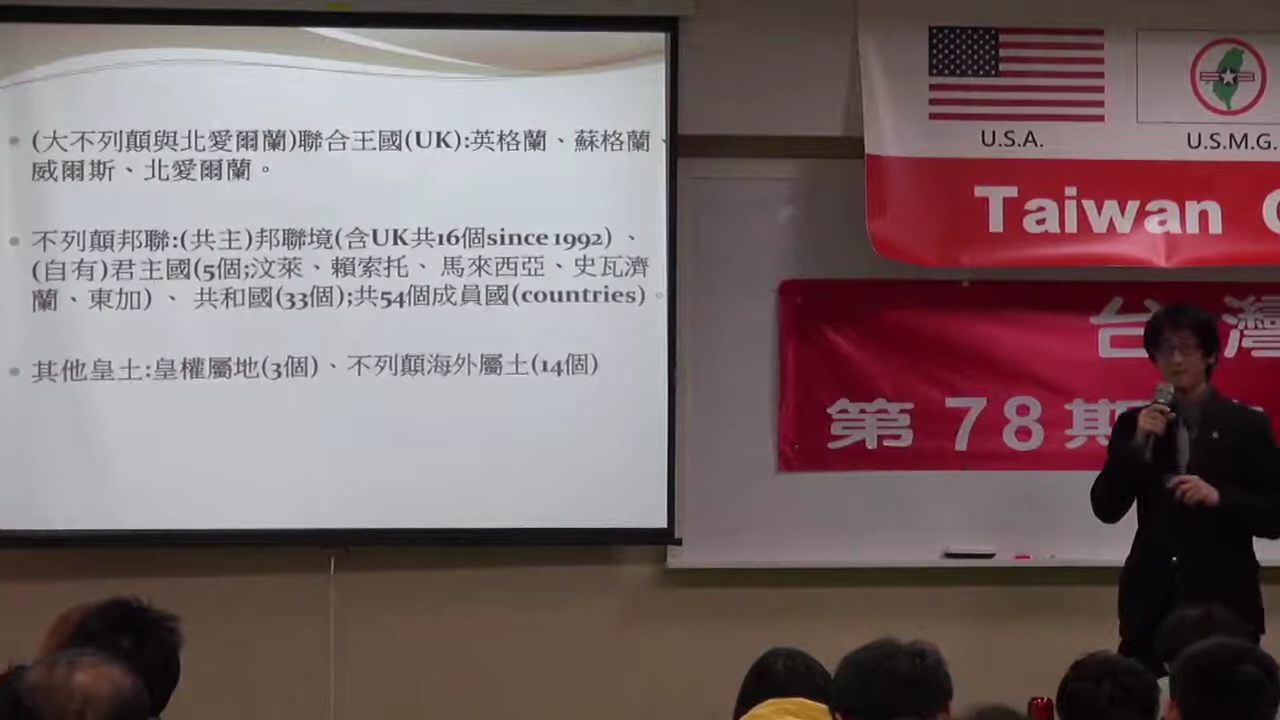 (大不列顛與北愛爾蘭)聯合王國(UK):英格蘭、蘇格蘭、
威爾斯、北愛爾蘭。
不列顛邦聯:(共主)邦聯境(含UK共16個since 1992)、
(自有)君主國(5個;汶萊、賴索托、馬來西亞、史瓦濟
蘭、東加)、共和國(33個);共54個成員國(countries)。
其他皇土:皇權屬地(3個)、不列顛海外屬土(14個)
U.S.A.
U.S.M.G.
Taiwan
台灣
第78期